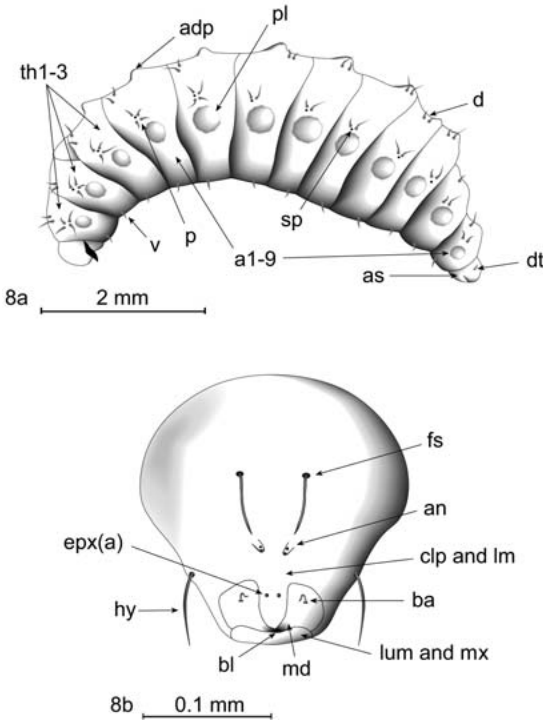 adp
pl
th1-3
d
sp
p
v
a1-9
dt
as
8a
2 mm
fs
an
epx(a)
clp and lm
hy
ba
lum and mx
bl
md
8b
0.1 mm